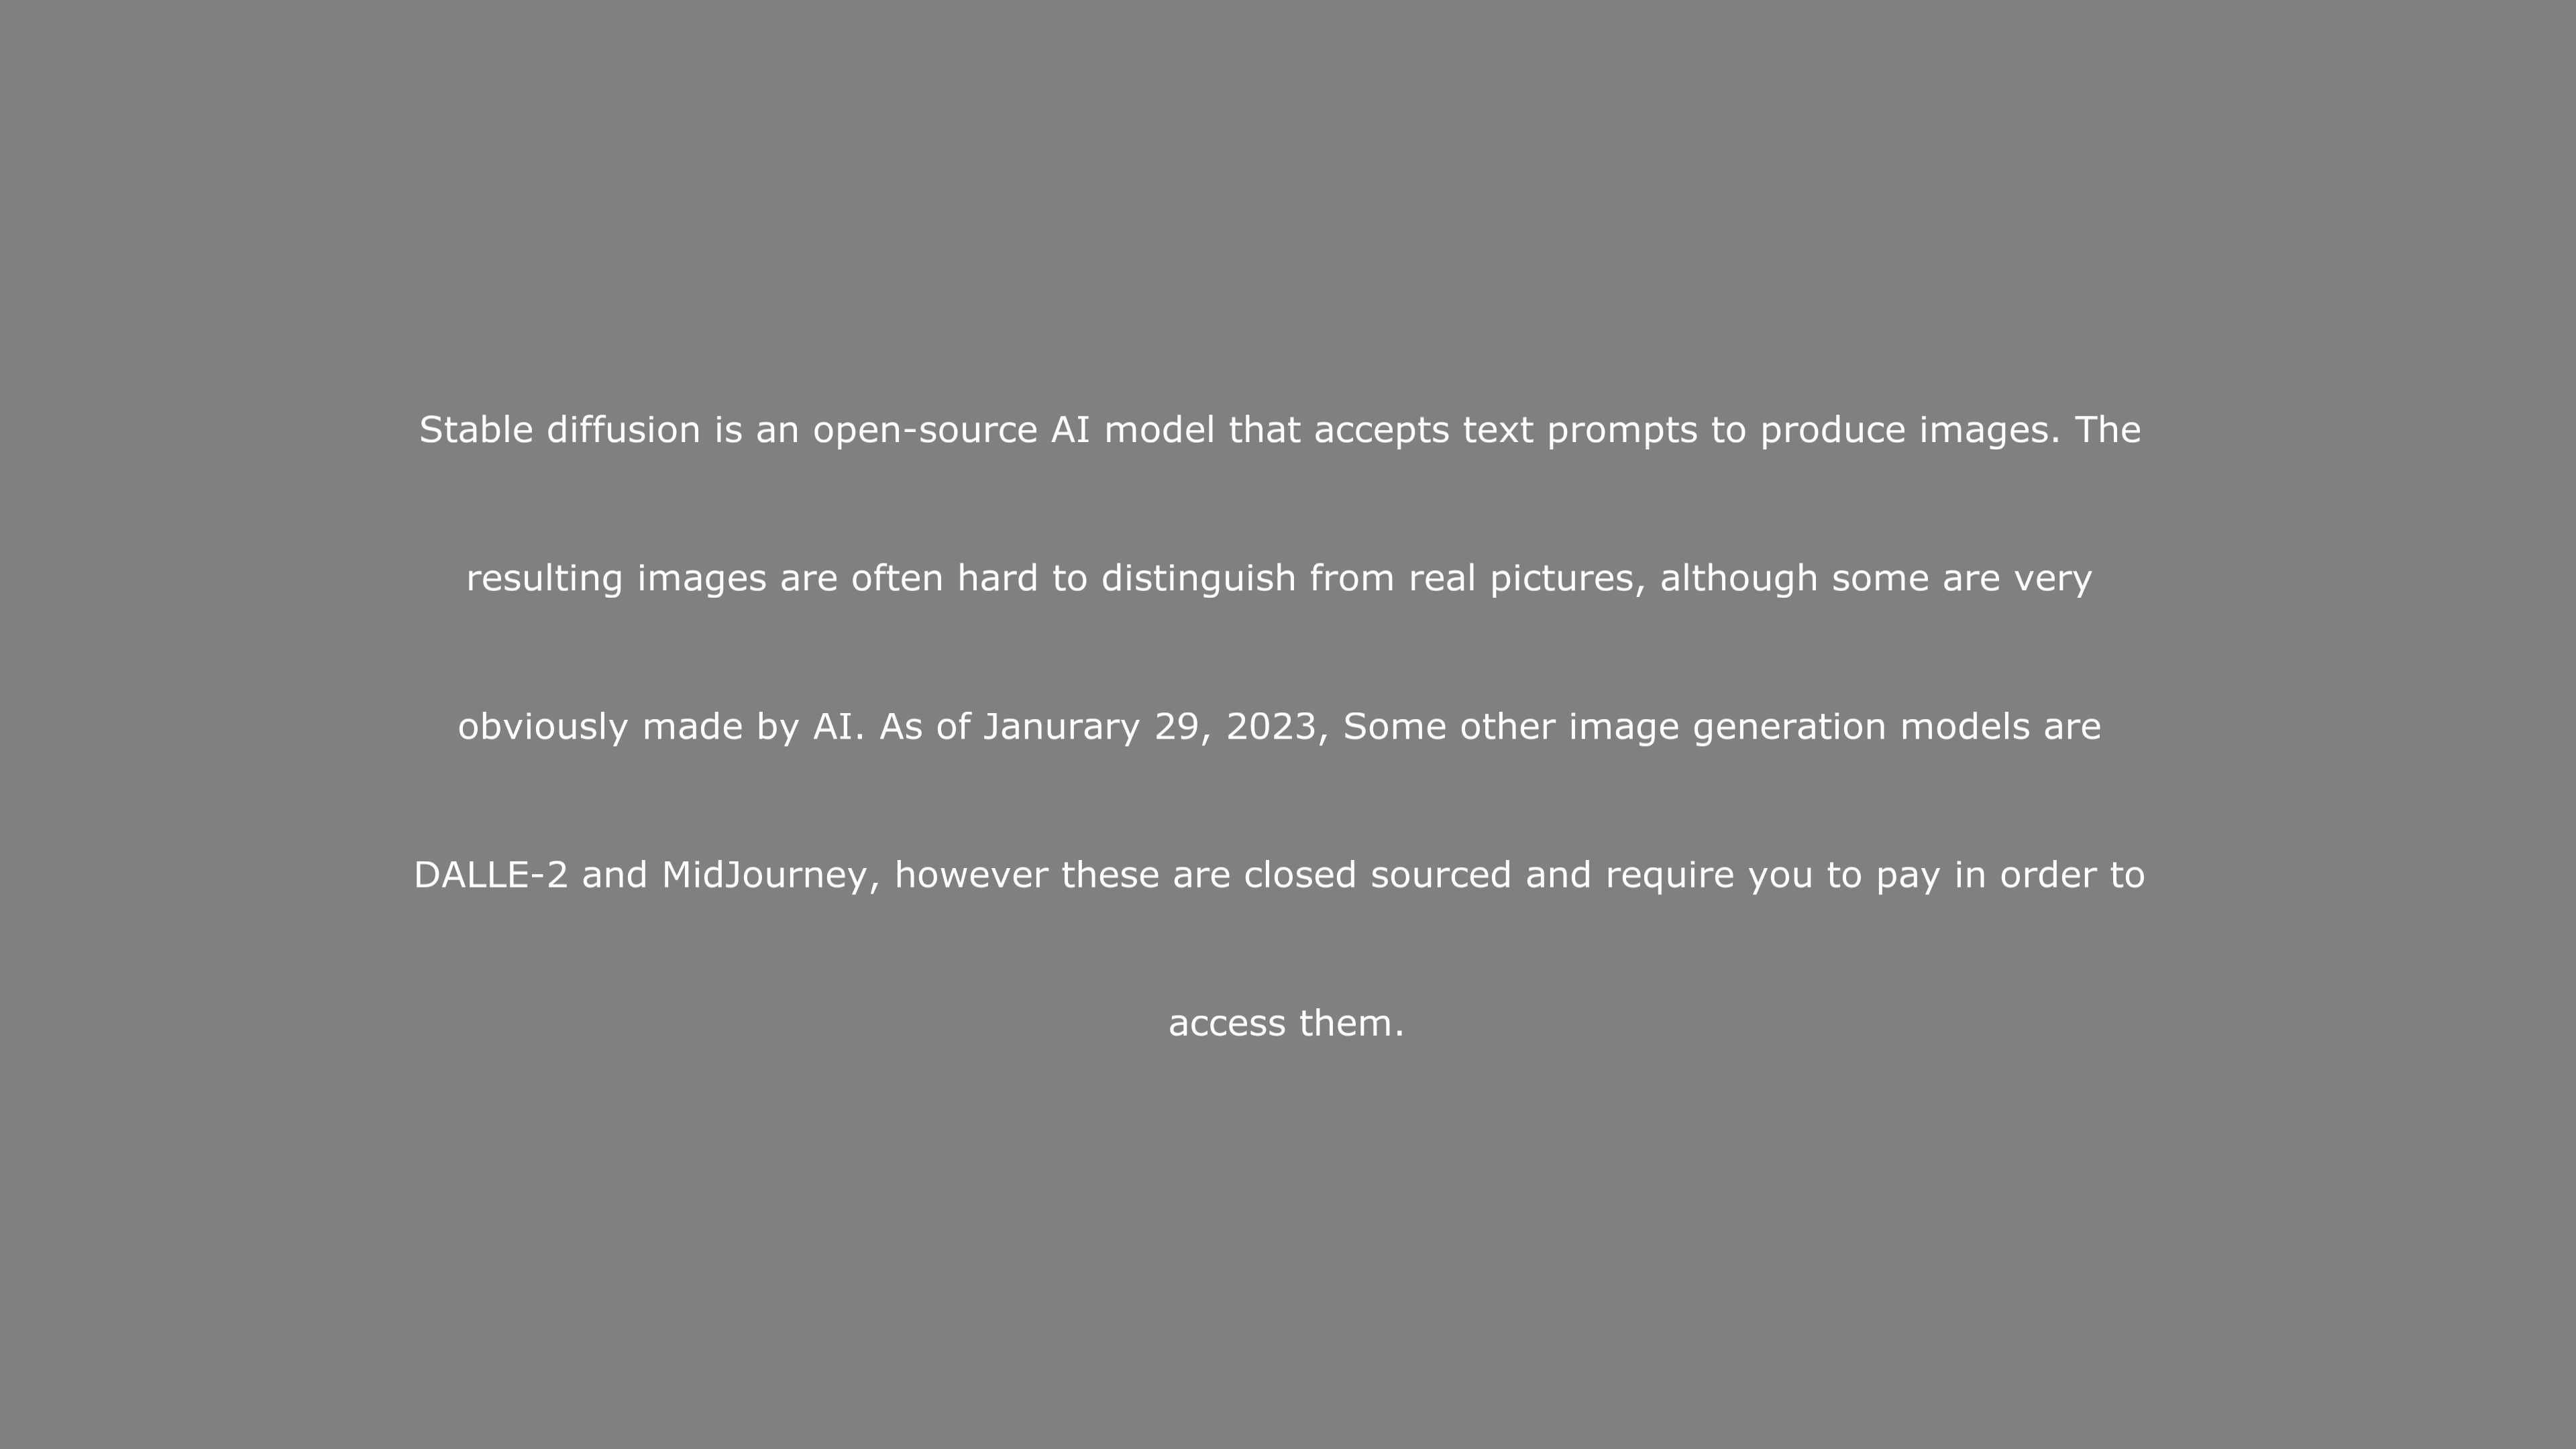 Stable diffusion is an open-source AI model that accepts text prompts to produce images. The
resulting images are often hard to distinguish from real pictures, although some are very
obviously made by AI. As of Janurary 29, 2023, Some other image generation models are
DALLE-2 and MidJourney, however these are closed sourced and require you to pay in order to
access them.